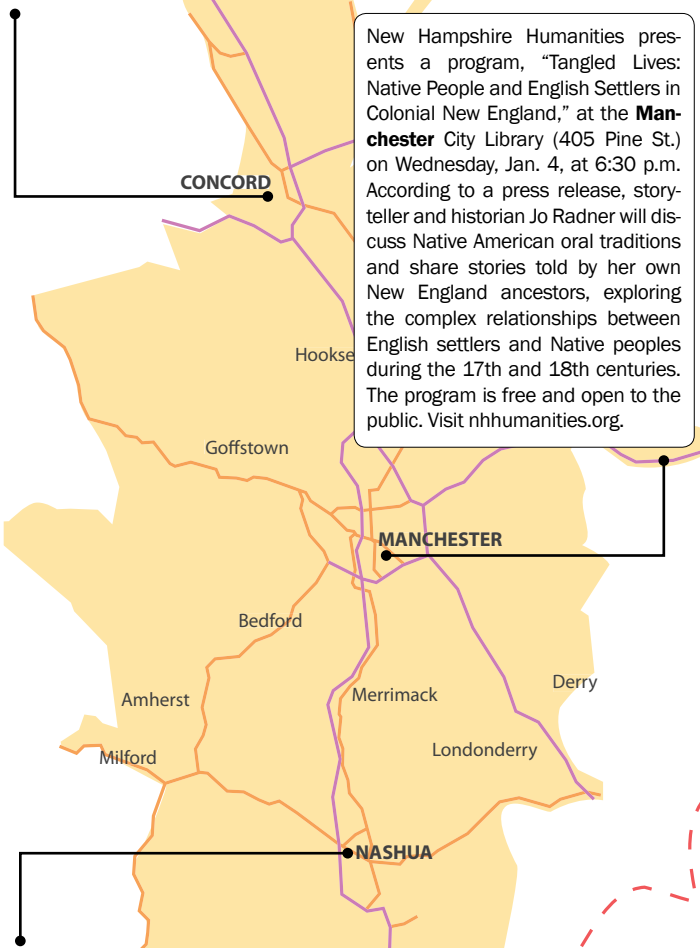 New Hampshire Humanities pres-
ents a program, “Tangled Lives:
Native People and English Settlers in
Colonial New England,” at the Man-
chester City Library (405 Pine St.)
on Wednesday, Jan. 4, at 6:30 p.m.
According to a press release, story-
teller and historian Jo Radner will dis-
cuss Native American oral traditions
and share stories told by her own
New England ancestors, exploring
the complex relationships between
English settlers and Native peoples
during the 17th and 18th centuries.
The program is free and open to the
public. Visit nhhumanities.org.
CONCORD
Hookse
Goffstown
MANCHESTER
Bedford
Derry
Amherst
Merrimack
Londonderry
Milford
NASHUA